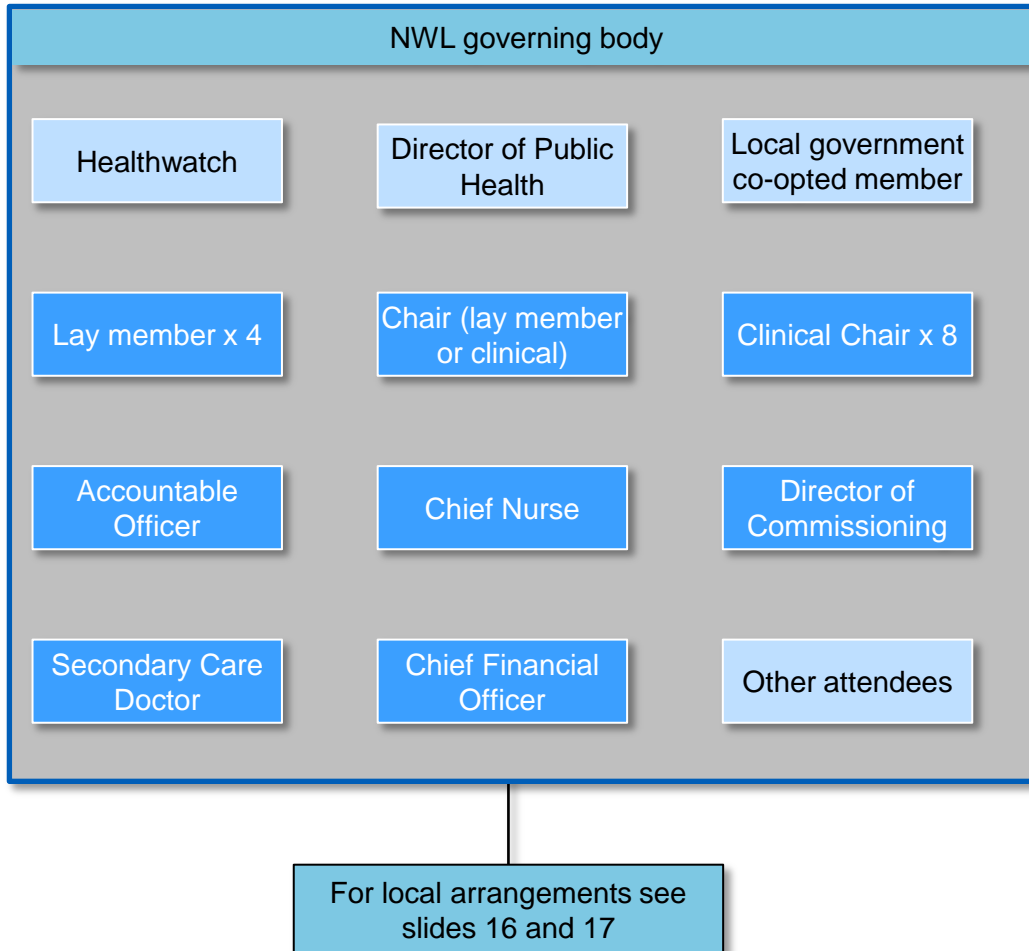 NWL governing body
Healthwatch
Director of Public
Health
Local government
co-opted member
Lay member x 4
Chair (lay member
or clinical)
Clinical Chair x 8
Accountable
Officer
Chief Nurse
Director of
Commissioning
Secondary Care
Doctor
Chief Financial
Officer
Other attendees
For local arrangements see
slides 16 and 17